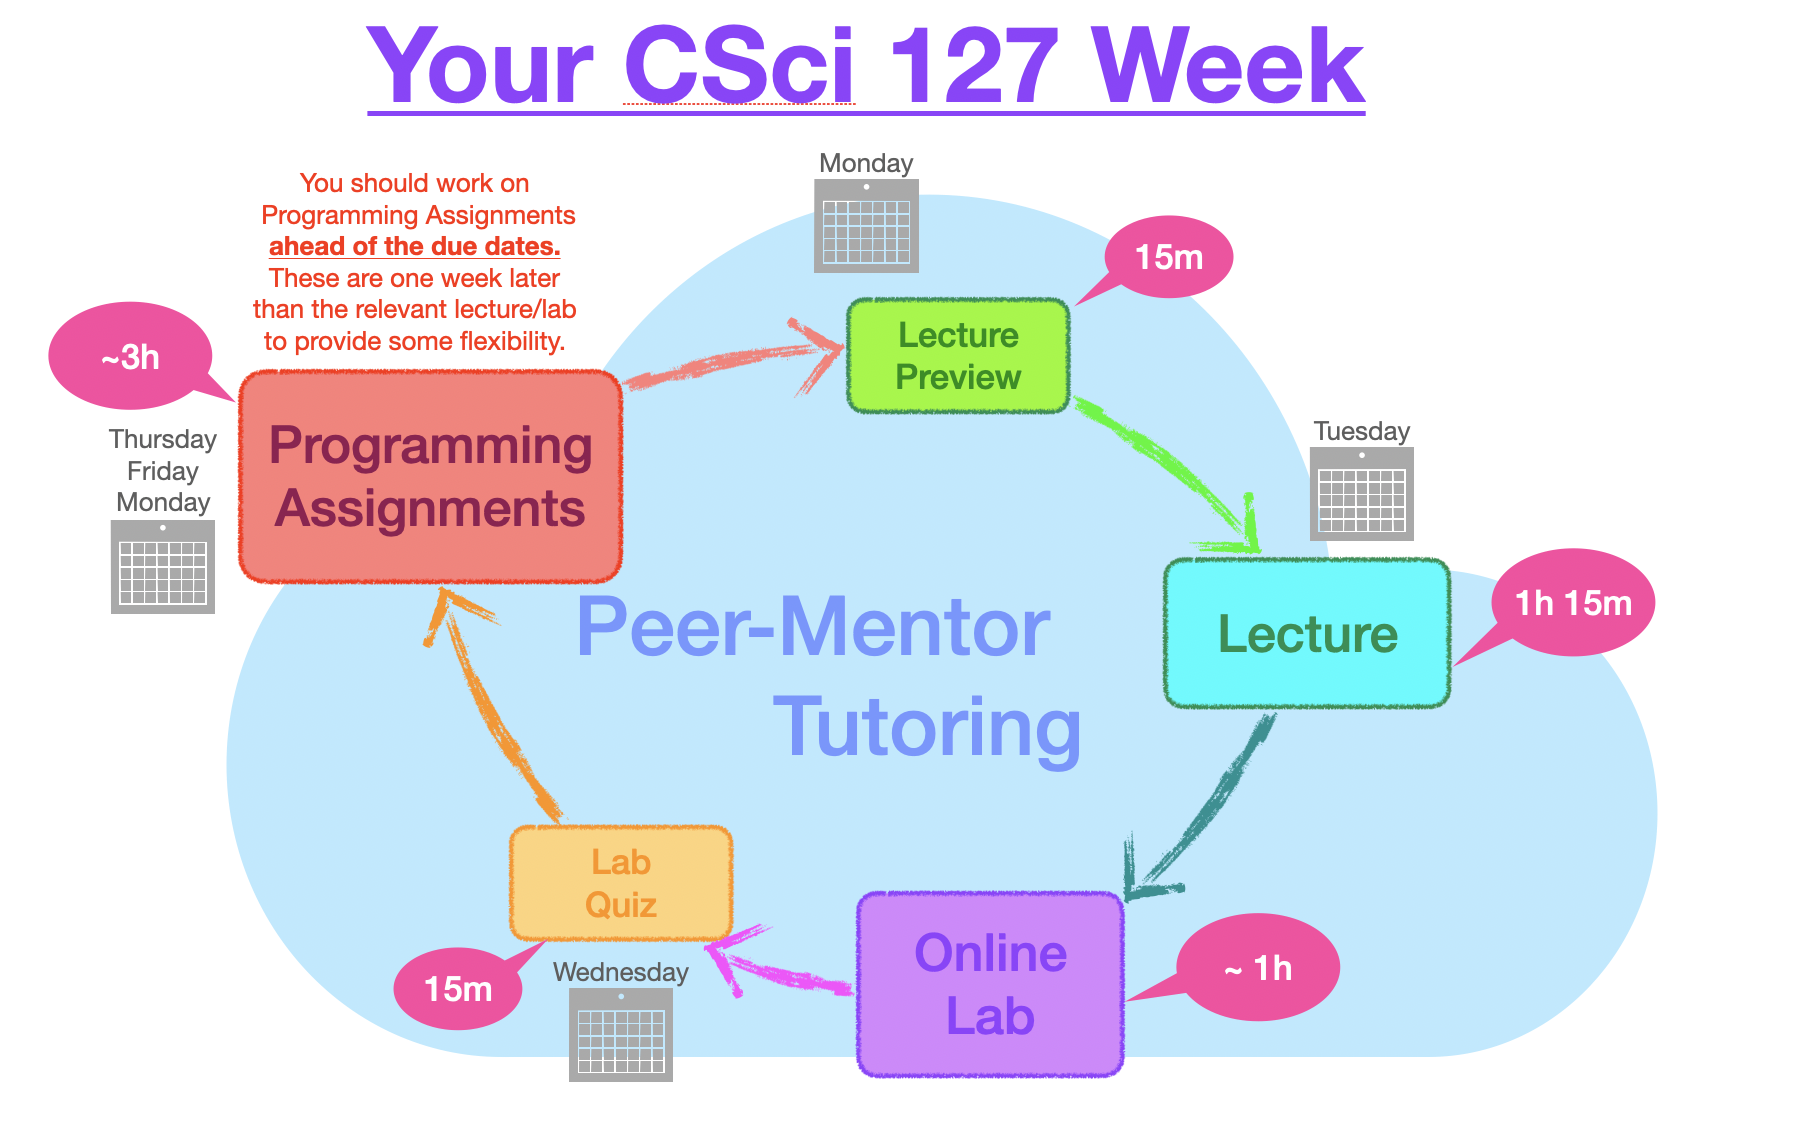 Your CSci 127 Week
You should work on
Programming Assignments
ahead of the due dates.
These are one week later
than the relevant lecture/lab
to provide some flexibility.
Monday
15m
Lecture
Preview
~3h
Thursday
Friday
Monday
Programming
Assignments
Tuesday
1h 15m
Lecture
Peer-Mentor
Tutoring
Lab
Quiz
15m
Wednesday
Online
Lab
~ 1h